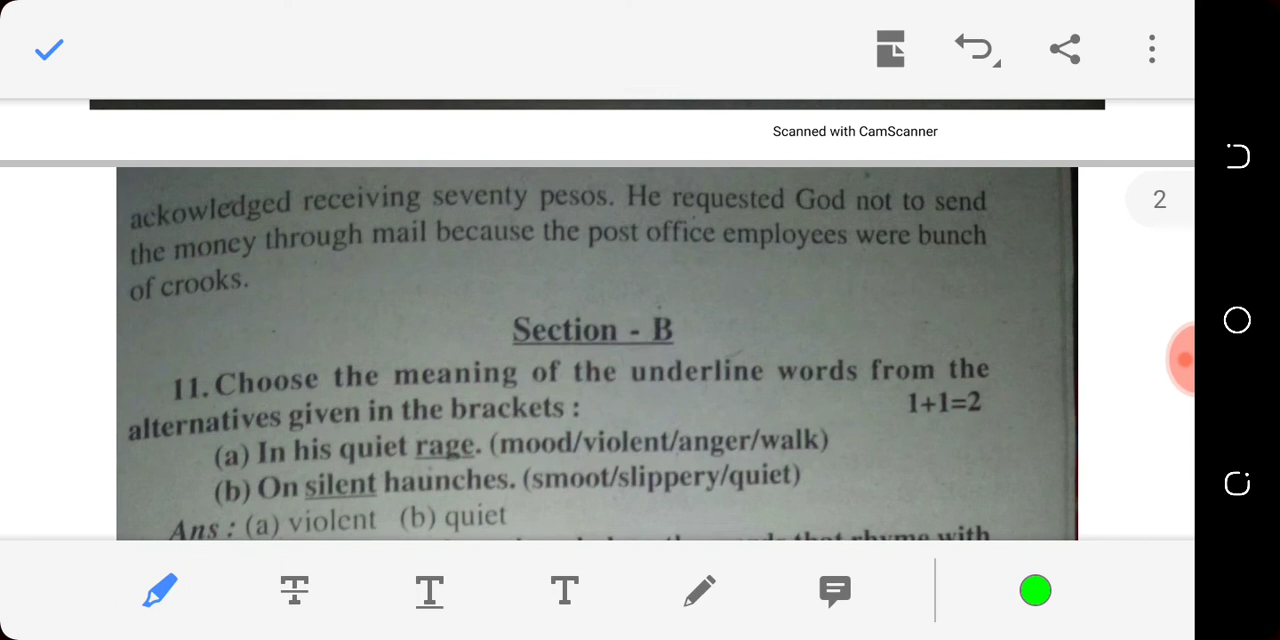 Scanned with CamScanner
2
ackowledged receiving seventy pesos. He requested God not to send
the money through mail because the post office employees were bunch
of crooks.
Section - B
11. Choose the meaning of the underline words from the
alternatives given in the brackets :
1+1=2
(a) In his quiet rage. (mood/violent/anger/walk)
(b) On silent haunches. (smoot/slippery/quiet)
Ans : (a) violent (b) quiet
that rhyme with